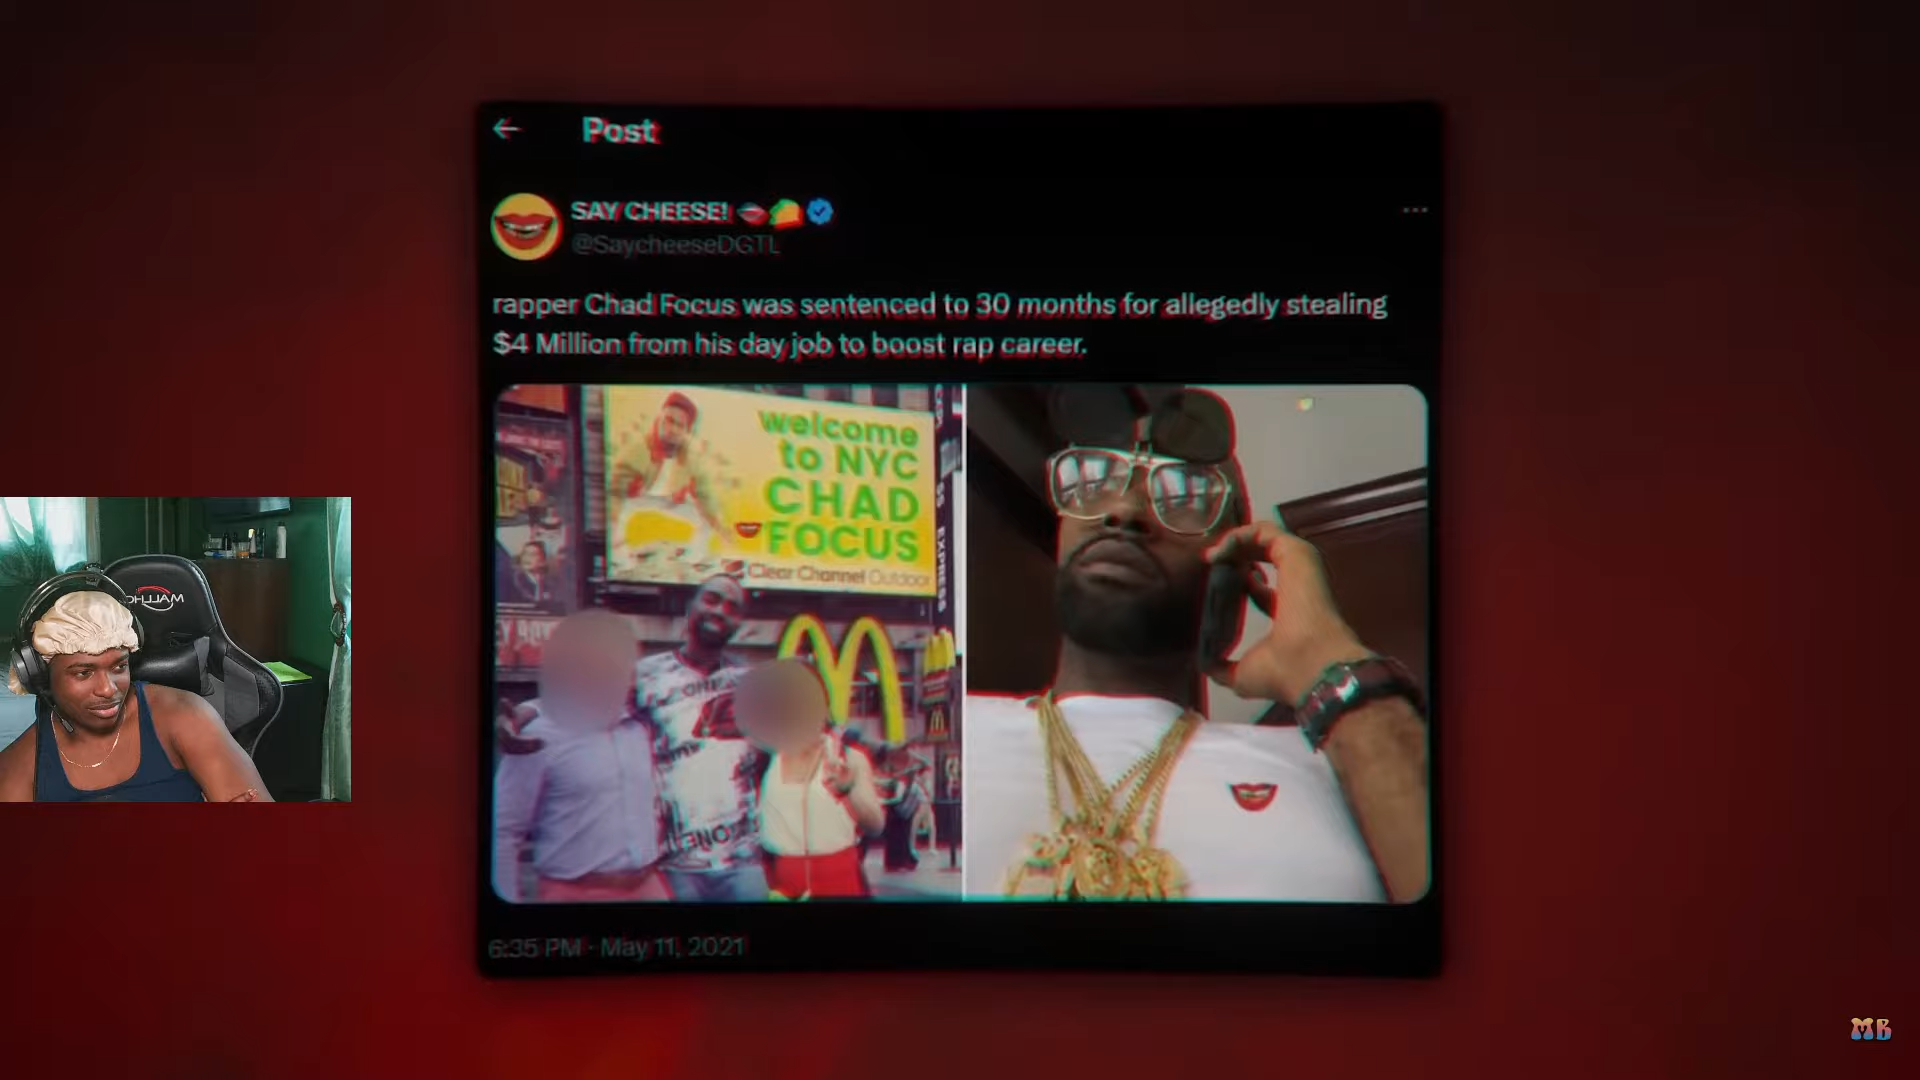 Post
SAY CHEESE!
@SaycheeseDGTL
rapper Chad Focus was sentenced to 30 months for allegedly stealing
$4 Million from his day job to boost rap career.
welcome
to NYC
CHAD
FOCUS
Clear Channel Outdoor
EXPRESS
6:35 PM · May 11, 2021
MB